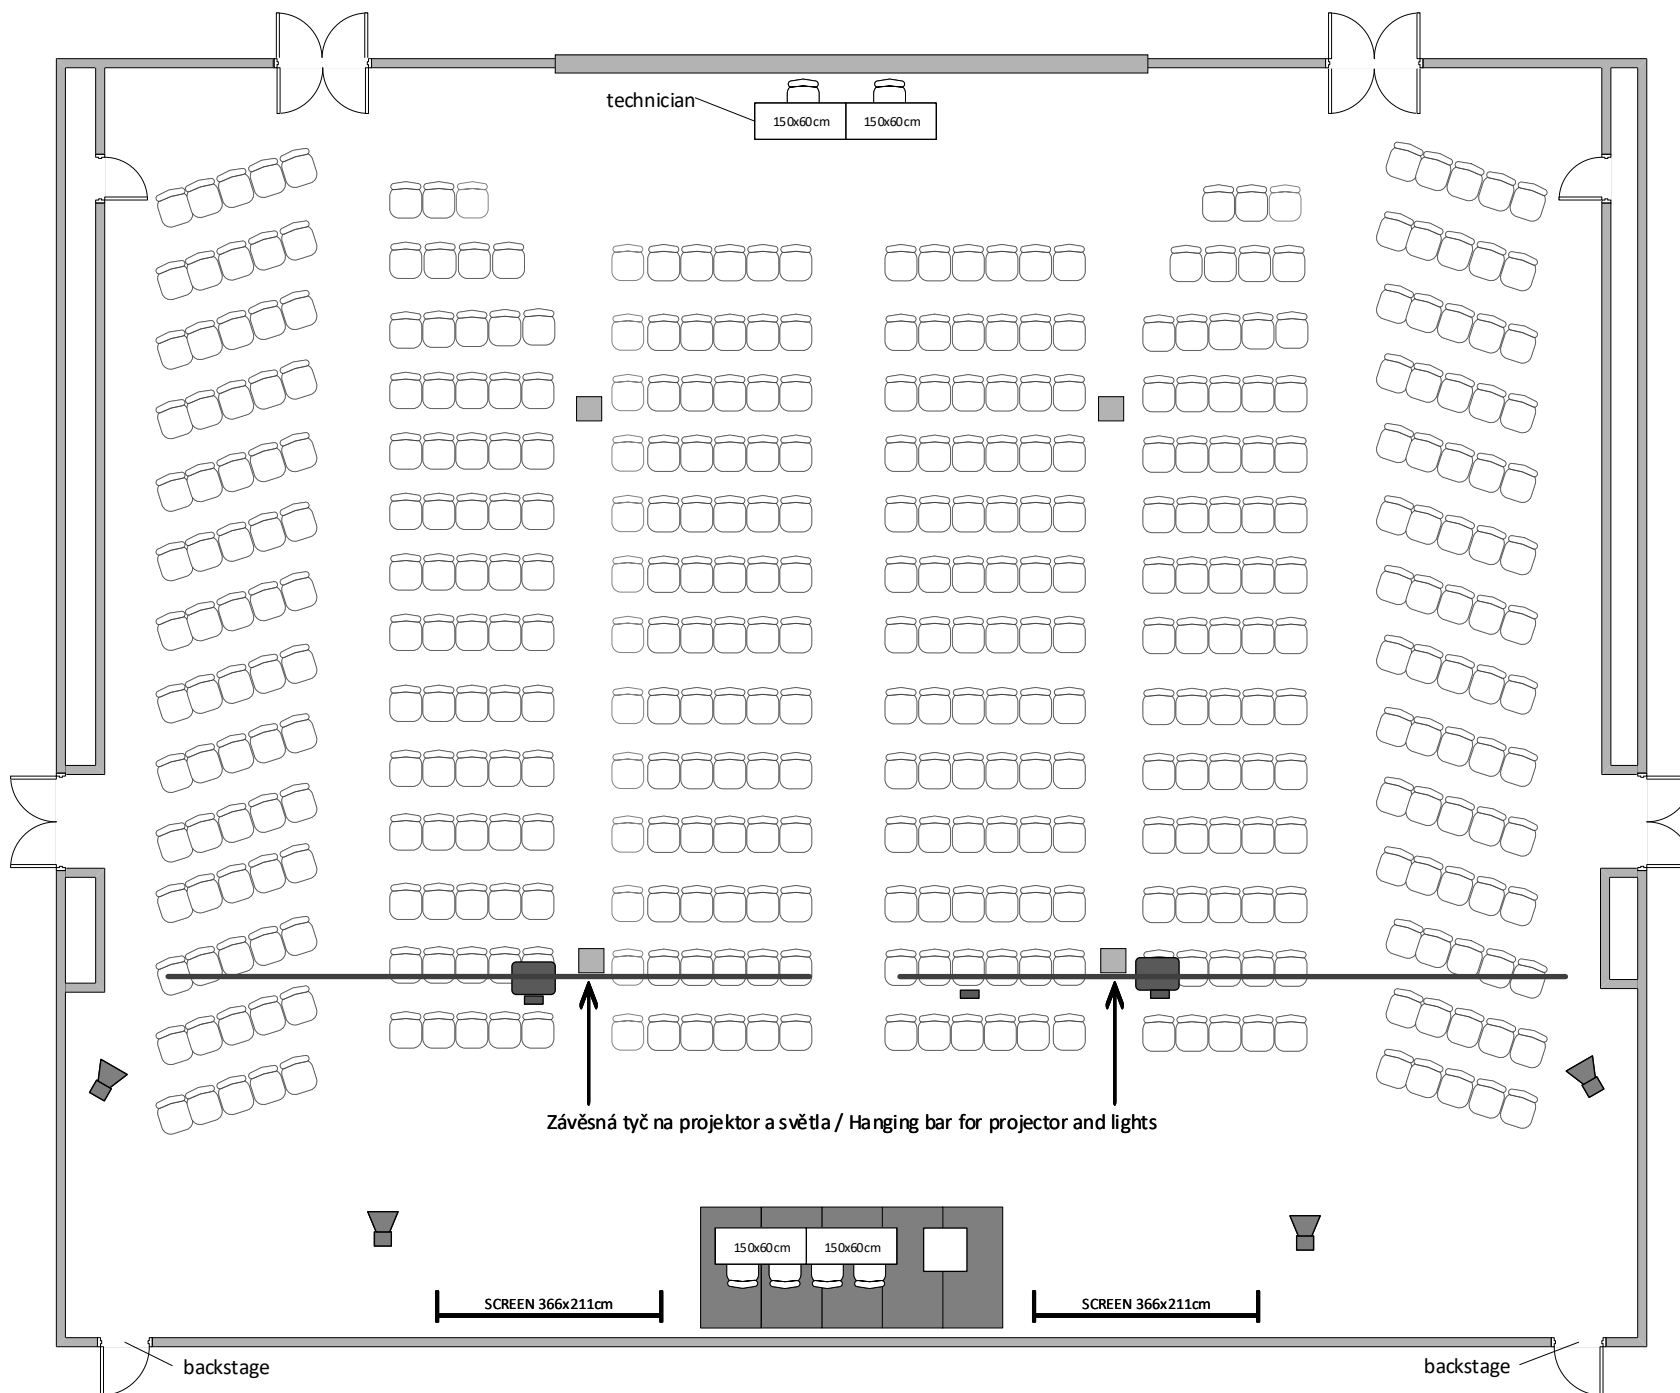 technician
150x60cm 150x60cm
Závěsná tyč na projektor a světla / Hanging bar for projector and lights
150x60cm 150x60cm
SCREEN 366x211cm SCREEN 366x211cm
backstage backstage